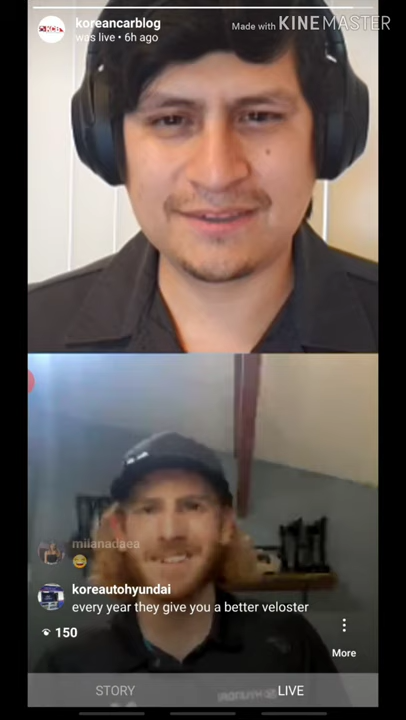 koreancarblog
was live • 6h ago
Made with KINEMASTER
KCB
milanadaea
😂
koreautohyundai
every year they give you a better veloster
150
More
STORY
LIVE